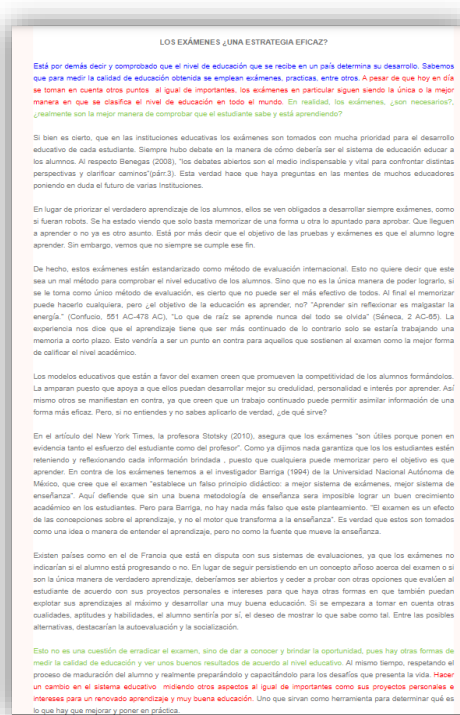 LOS EXÁMENES ¿UNA ESTRATEGIA EFICAZ?
Está por demás decir y comprobado que el nivel de educación que se recibe en un país determina su desarrollo. Sabemos
que para medir la calidad de educación obtenida se emplean exámenes, practicas, entre otros. A pesar de que hoy en día
se toman en cuenta otros puntos al igual de importantes, los exámenes en particular siguen siendo la única o la mejor
manera en que se clasifica el nivel de educación en todo el mundo. En realidad, los exámenes, ¿son necesarios?,
¿realmente son la mejor manera de comprobar que el estudiante sabe y está aprendiendo?
Si bien es cierto, que en las instituciones educativas los exámenes son tomados con mucha prioridad para el desarrollo
educativo de cada estudiante. Siempre hubo debate en la manera de cómo debería ser el sistema de educación educar a
los alumnos. Al respecto Benegas (2008), "los debates abiertos son el medio indispensable y vital para confrontar distintas
perspectivas y clarificar caminos"(párr.3). Esta verdad hace que haya preguntas en las mentes de muchos educadores
poniendo en duda el futuro de varias Instituciones.
En lugar de priorizar el verdadero aprendizaje de los alumnos, ellos se ven obligados a desarrollar siempre exámenes, como
si fueran robots. Se ha estado viendo que solo basta memorizar de una forma u otra lo apuntado para aprobar. Que lleguen
a aprender o no ya es otro asunto. Está por más decir que el objetivo de las pruebas y exámenes es que el alumno logre
aprender. Sin embargo, vemos que no siempre se cumple ese fin.
De hecho, estos exámenes están estandarizado como método de evaluación internacional. Esto no quiere decir que este
sea un mal método para comprobar el nivel educativo de los alumnos. Sino que no es la única manera de poder lograrlo, si
se le toma como único método de evaluación, es cierto que no puede ser el más efectivo de todos. Al final el memorizar
puede hacerlo cualquiera, pero ¿el objetivo de la educación es aprender, no? "Aprender sin reflexionar es malgastar la
energía." (Confucio, 551 AC-478 AC), "Lo que de raíz se aprende nunca del todo se olvida" (Séneca, 2 AC-65). La
experiencia nos dice que el aprendizaje tiene que ser más continuado de lo contrario solo se estaría trabajando una
memoria a corto plazo. Esto vendría a ser un punto en contra para aquellos que sostienen al examen como la mejor forma
de calificar el nivel académico.
Los modelos educativos que están a favor del examen creen que promueven la competitividad de los alumnos formándolos.
La amparan puesto que apoya a que ellos puedan desarrollar mejor su credulidad, personalidad e interés por aprender. Así
mismo otros se manifiestan en contra, ya que creen que un trabajo continuado puede permitir asimilar información de una
forma más eficaz. Pero, si no entiendes y no sabes aplicarlo de verdad, ¿de qué sirve?
En el artículo del New York Times, la profesora Stotsky (2010), asegura que los exámenes "son útiles porque ponen en
evidencia tanto el esfuerzo del estudiante como del profesor". Como ya dijimos nada garantiza que los los estudiantes estén
reteniendo y reflexionando cada información brindada , puesto que cualquiera puede memorizar pero el objetivo es que
aprender. En contra de los exámenes tenemos a el investigador Barriga (1994) de la Universidad Nacional Autónoma de
México, que cree que el examen "establece un falso principio didáctico: a mejor sistema de exámenes, mejor sistema de
enseñanza". Aquí defiende que sin una buena metodología de enseñanza sera imposible lograr un buen crecimiento
académico en los estudiantes. Pero para Barriga, no hay nada más falso que este planteamiento. "El examen es un efecto
de las concepciones sobre el aprendizaje, y no el motor que transforma a la enseñanza". Es verdad que estos son tomados
como una idea o manera de entender el aprendizaje, pero no como la fuente que mueve la enseñanza.
Existen países como en el de Francia que está en disputa con sus sistemas de evaluaciones, ya que los exámenes no
indicarían si el alumno está progresando o no. En lugar de seguir persistiendo en un concepto añoso acerca del examen o si
son la única manera de verdadero aprendizaje, deberíamos ser abiertos y ceder a probar con otras opciones que evalúen al
estudiante de acuerdo con sus proyectos personales e intereses para que haya otras formas en que también puedan
explotar sus aprendizajes al máximo y desarrollar una muy buena educación. Si se empezara a tomar en cuenta otras
cualidades, aptitudes y habilidades, el alumno sentiría por sí, el deseo de mostrar lo que sabe como tal. Entre las posibles
alternativas, destacarían la autoevaluación y la socialización.
Esto no es una cuestión de erradicar el examen, sino de dar a conocer y brindar la oportunidad, pues hay otras formas de
medir la calidad de educación y ver unos buenos resultados de acuerdo al nivel educativo. Al mismo tiempo, respetando el
proceso de maduración del alumno y realmente preparándolo y capacitándolo para los desafíos que presenta la vida. Hacer
un cambio en el sistema educativo midiendo otros aspectos al igual de importantes como sus proyectos personales e
intereses para un renovado aprendizaje y muy buena educación. Uno que sirvan como herramienta para determinar qué es
lo que hay que mejorar y poner en práctica.